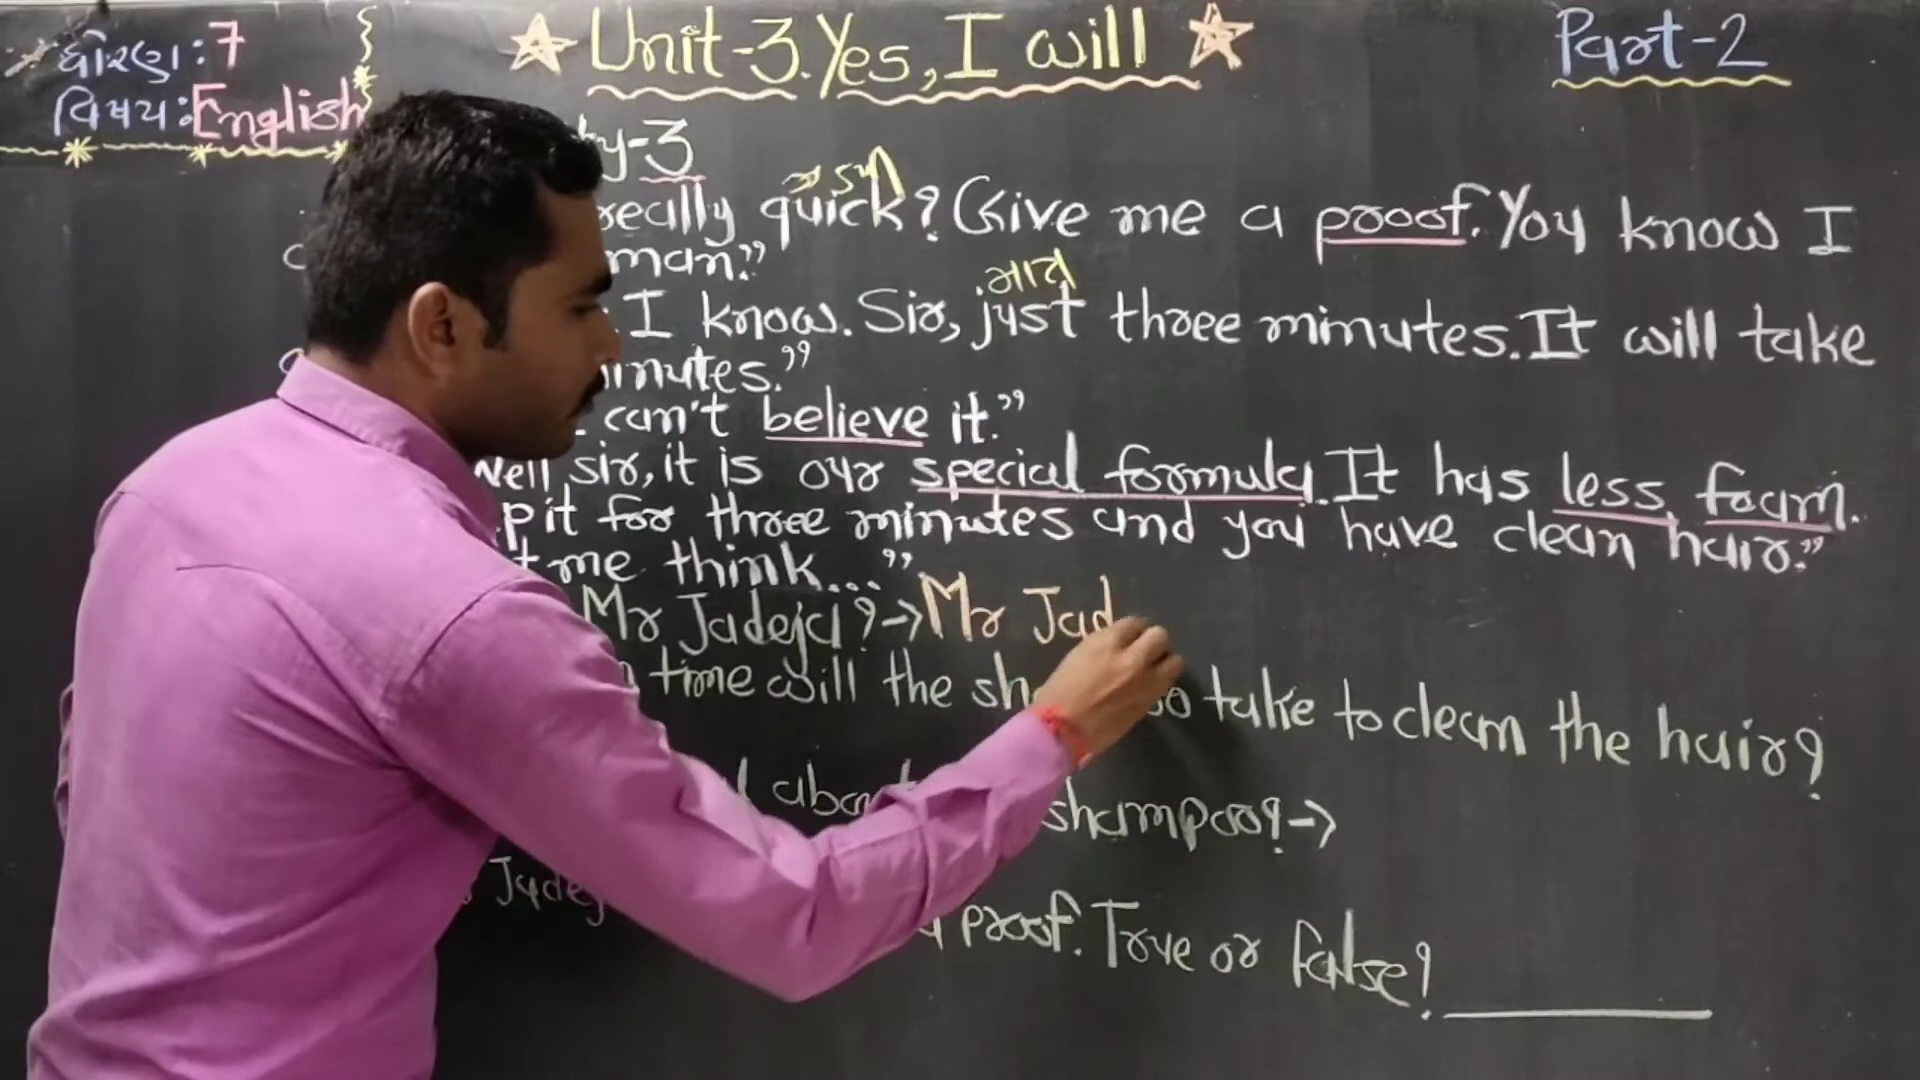 ધોરણ:7
વિષય:English
Unit-3.Yes, I will
Part-2
ty-3
ઝડપી
really quick? Give me a proof. You know I
man."
માત્ર
. I know. Sir, just three minutes. It will take
inutes."
can't believe it."
Well sir, it is our special formula. It has less foam.
p it for three minutes and you have clean hair."
t me think..."
Mr Jadeja? → Mr Jad
time will the sh oo take to clean the hair?
about shampoo? →
Jadej
proof. True or false?